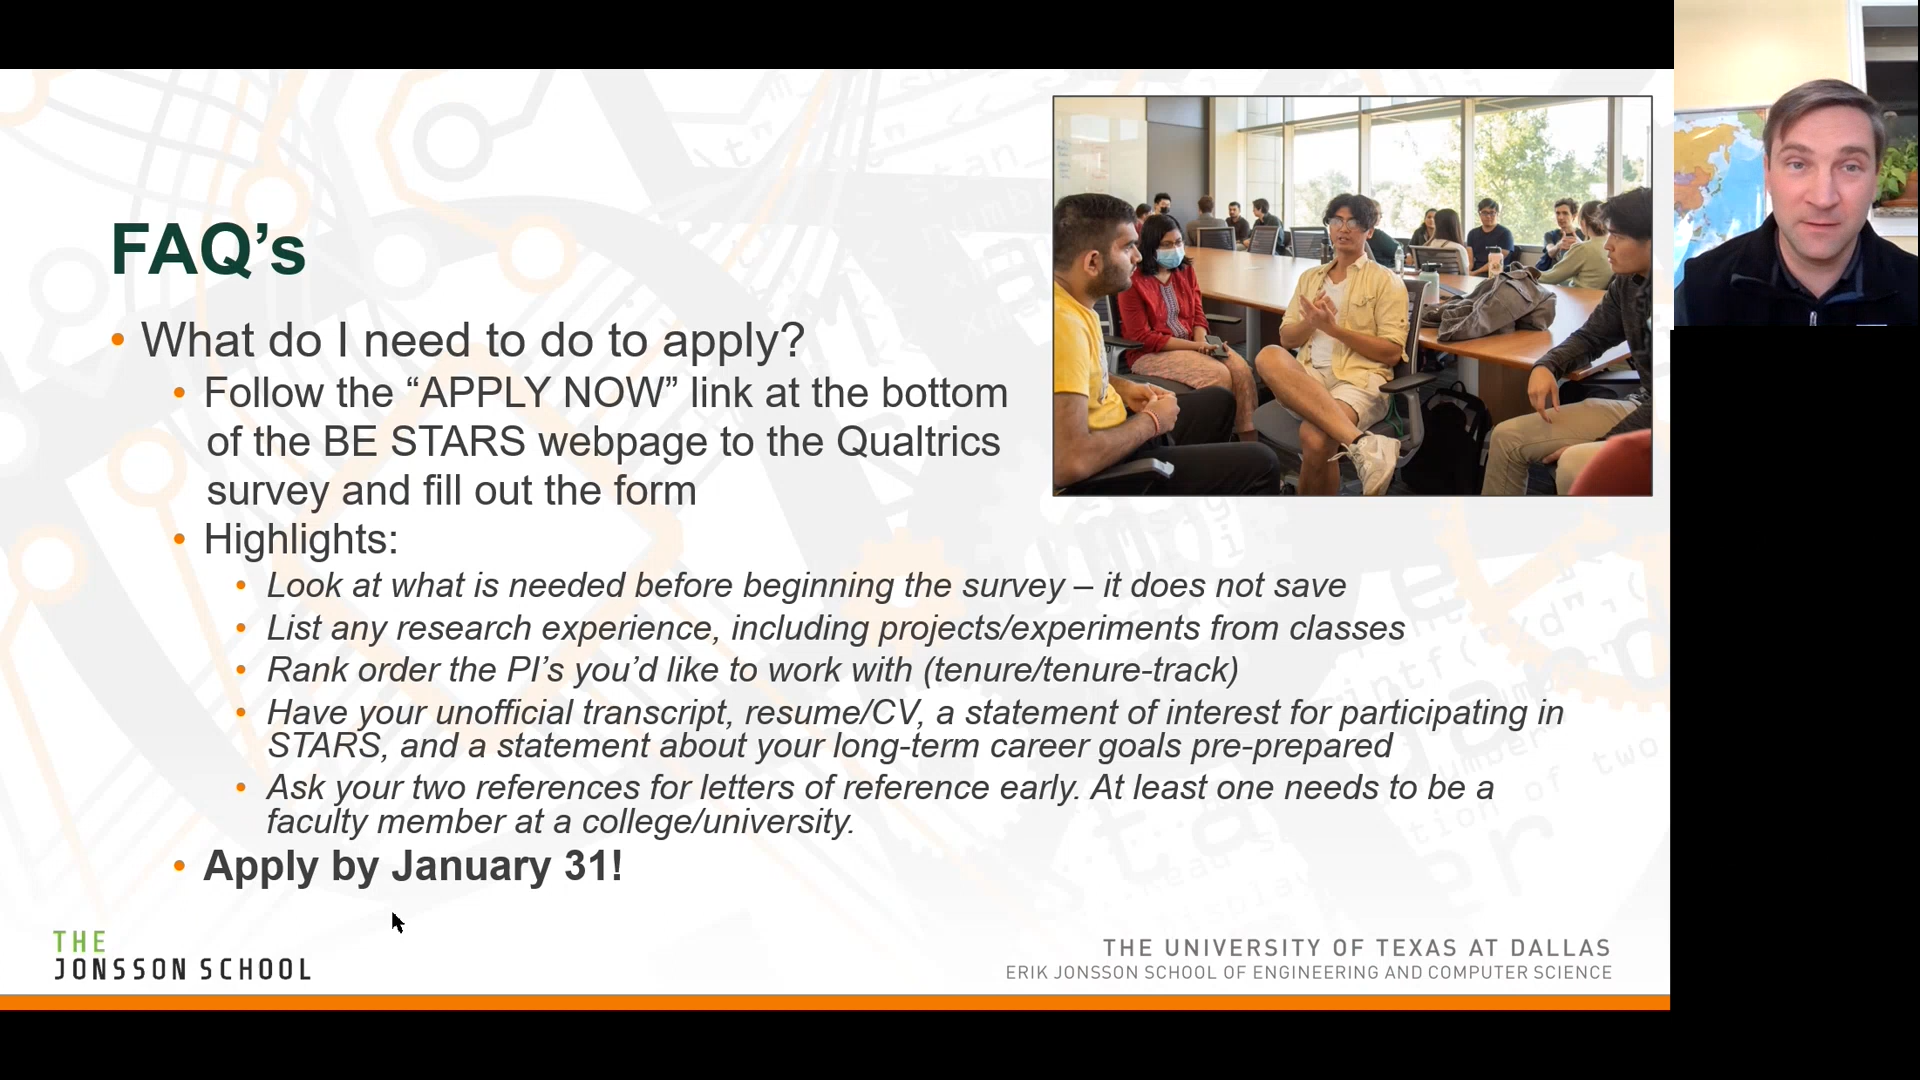 FAQ’s
• What do I need to do to apply?
• Follow the “APPLY NOW” link at the bottom
of the BE STARS webpage to the Qualtrics
survey and fill out the form
• Highlights:
• Look at what is needed before beginning the survey – it does not save
• List any research experience, including projects/experiments from classes
• Rank order the PI’s you’d like to work with (tenure/tenure-track)
• Have your unofficial transcript, resume/CV, a statement of interest for participating in
STARS, and a statement about your long-term career goals pre-prepared
• Ask your two references for letters of reference early. At least one needs to be a
faculty member at a college/university.
• Apply by January 31!
THE
JONSSON SCHOOL
THE UNIVERSITY OF TEXAS AT DALLAS
ERIK JONSSON SCHOOL OF ENGINEERING AND COMPUTER SCIENCE